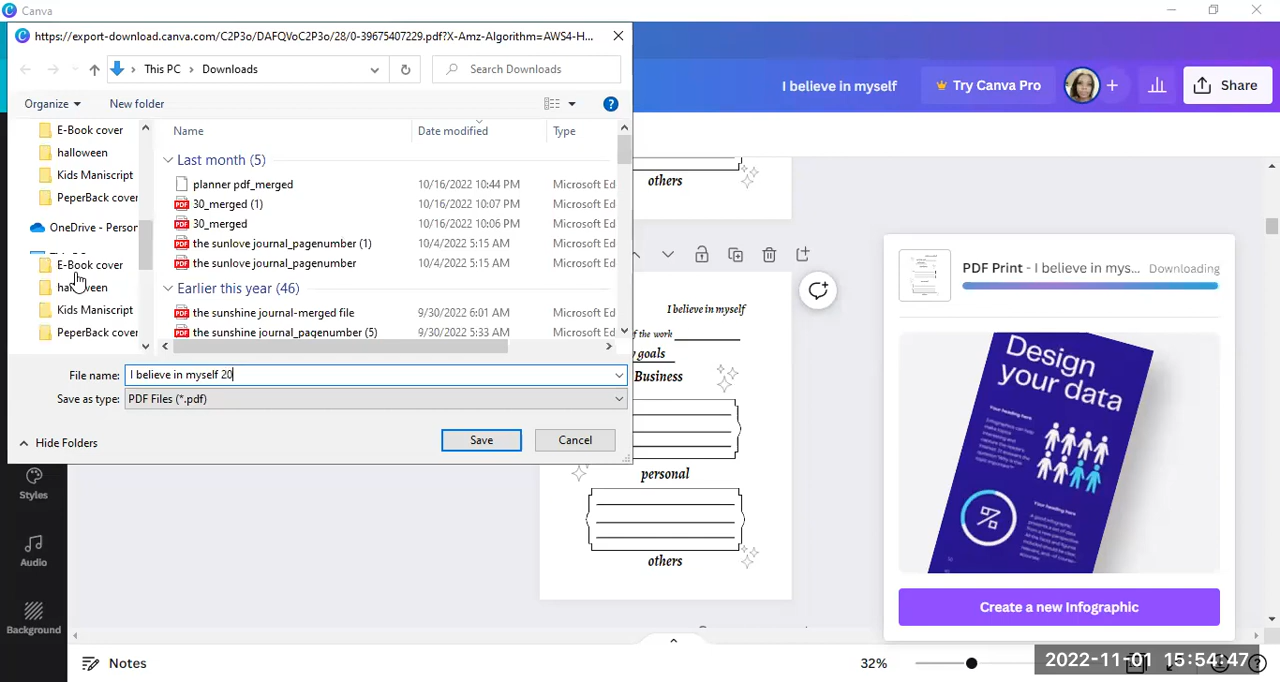 Canva
https://export-download.canva.com/C2P3o/DAFQVoC2P3o/28/0-39675407229.pdf?X-Amz-Algorithm=AWS4-H...
This PC > Downloads
Search Downloads
I believe in myself
Try Canva Pro
Share
Organize
New folder
Name
Date modified
Type
E-Book cover
halloween
Kids Maniscript
PeperBack cover
OneDrive - Person
E-Book cover
Kids Maniscript
PeperBack cover
Last month (5)
planner pdf_merged 10/16/2022 10:44 PM Microsoft Ed
30_merged (1) 10/16/2022 10:07 PM Microsoft Ed
30_merged 10/16/2022 10:06 PM Microsoft Ed
the sunlove journal_pagenumber (1) 10/4/2022 5:15 AM Microsoft Ed
the sunlove journal_pagenumber 10/4/2022 5:15 AM Microsoft Ed
Earlier this year (46)
the sunshine journal-merged file 9/30/2022 6:01 AM Microsoft Ed
the sunshine journal_pagenumber (5) 9/30/2022 5:33 AM Microsoft Ed
File name: I believe in myself 20
Save as type: PDF Files (*.pdf)
Hide Folders
Save
Cancel
others
I believe in myself
f the work
goals
Business
personal
others
PDF Print - I believe in mys... Downloading
Design
your data
Create a new Infographic
Styles
Audio
Background
Notes
32%
2022-11-01 15:54:47